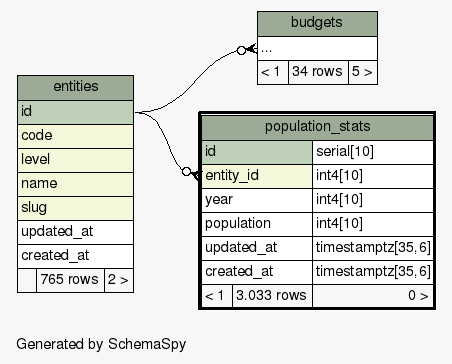 budgets
...
< 1 34 rows 5 >
entities
id
code
level
name
slug
updated_at
created_at
765 rows 2 >
population_stats
id serial[10]
entity_id int4[10]
year int4[10]
population int4[10]
updated_at timestamptz[35,6]
created_at timestamptz[35,6]
< 1 3.033 rows 0 >
Generated by SchemaSpy